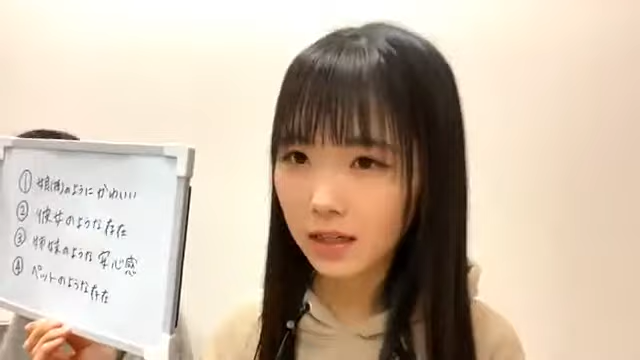 ① 娘(孫)のようにかわいい
② 彼女のような存在
③ 姉妹のような安心感
④ ペットのような存在